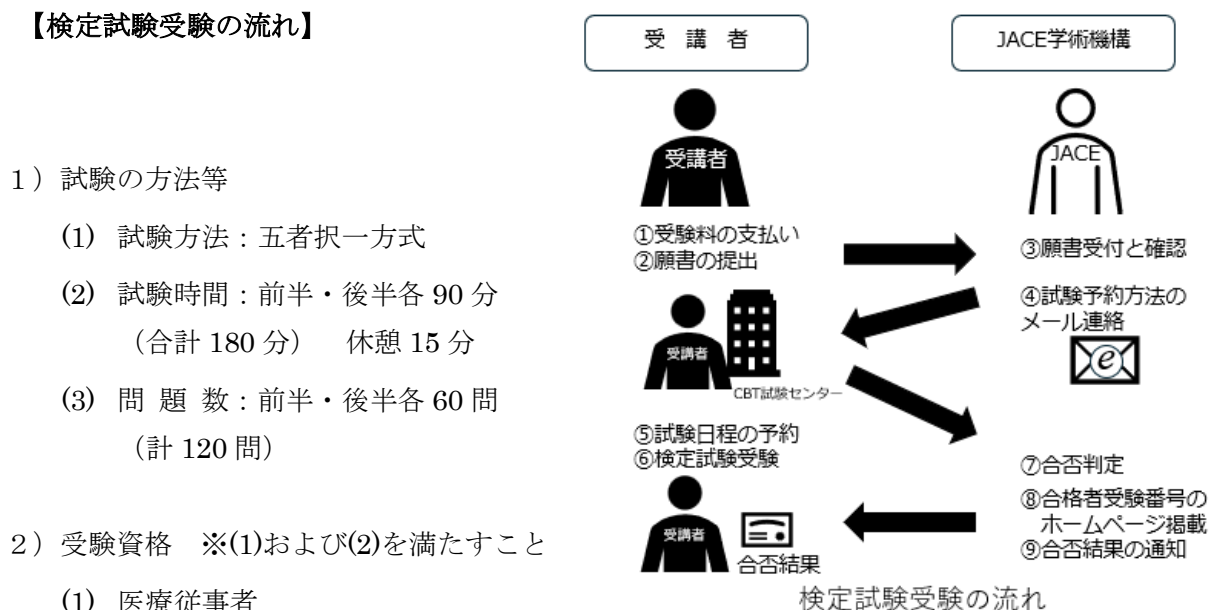 【検定試験受験の流れ】
1）試験の方法等
(1) 試験方法：五者択一方式
(2) 試験時間：前半・後半各 90 分
（合計 180 分） 休憩 15 分
(3) 問 題 数：前半・後半各 60 問
（計 120 問）
2）受験資格 ※(1)および(2)を満たすこと
(1) 医療従事者
受 講 者
JACE学術機構
受講者
JACE
①受験料の支払い
②願書の提出
③願書受付と確認
④試験予約方法の
メール連絡
e
受講者
CBT試験センター
⑤試験日程の予約
⑥検定試験受験
⑦合否判定
⑧合格者受験番号の
ホームページ掲載
⑨合否結果の通知
受講者
合否結果
検定試験受験の流れ